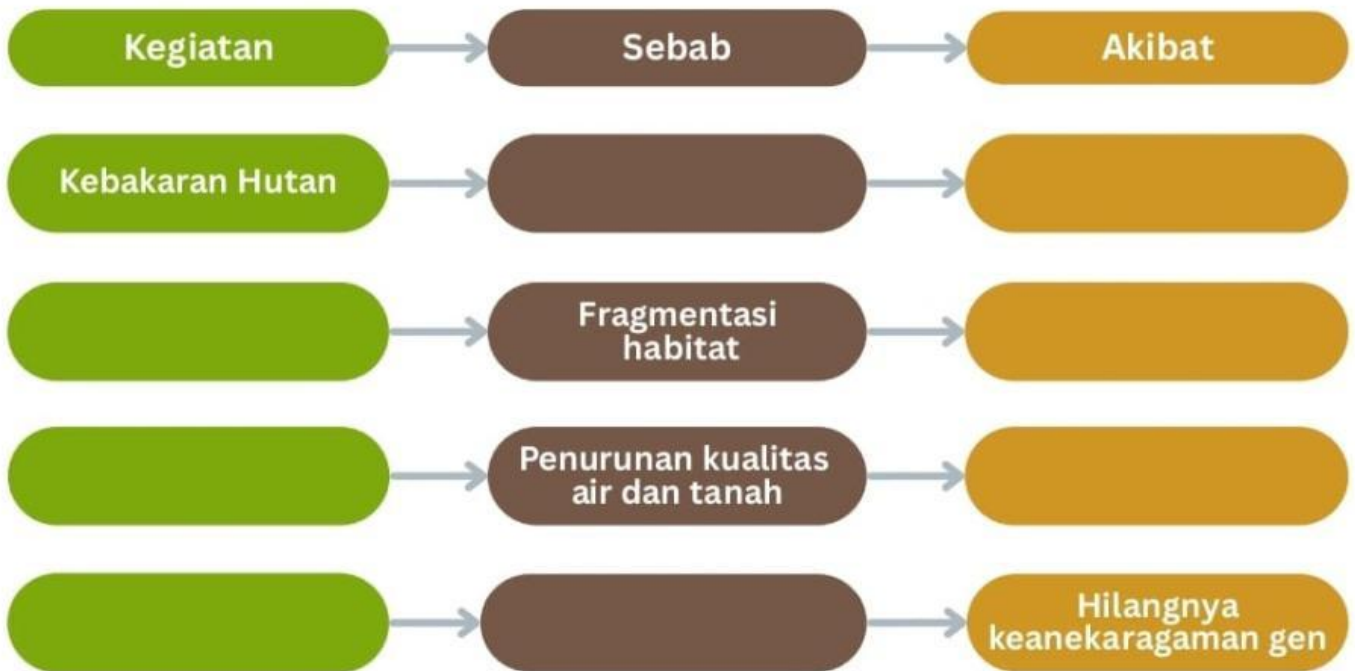 Kegiatan
Sebab
Akibat
Kebakaran Hutan
Fragmentasi
habitat
Penurunan kualitas
air dan tanah
Hilangnya
keanekaragaman gen